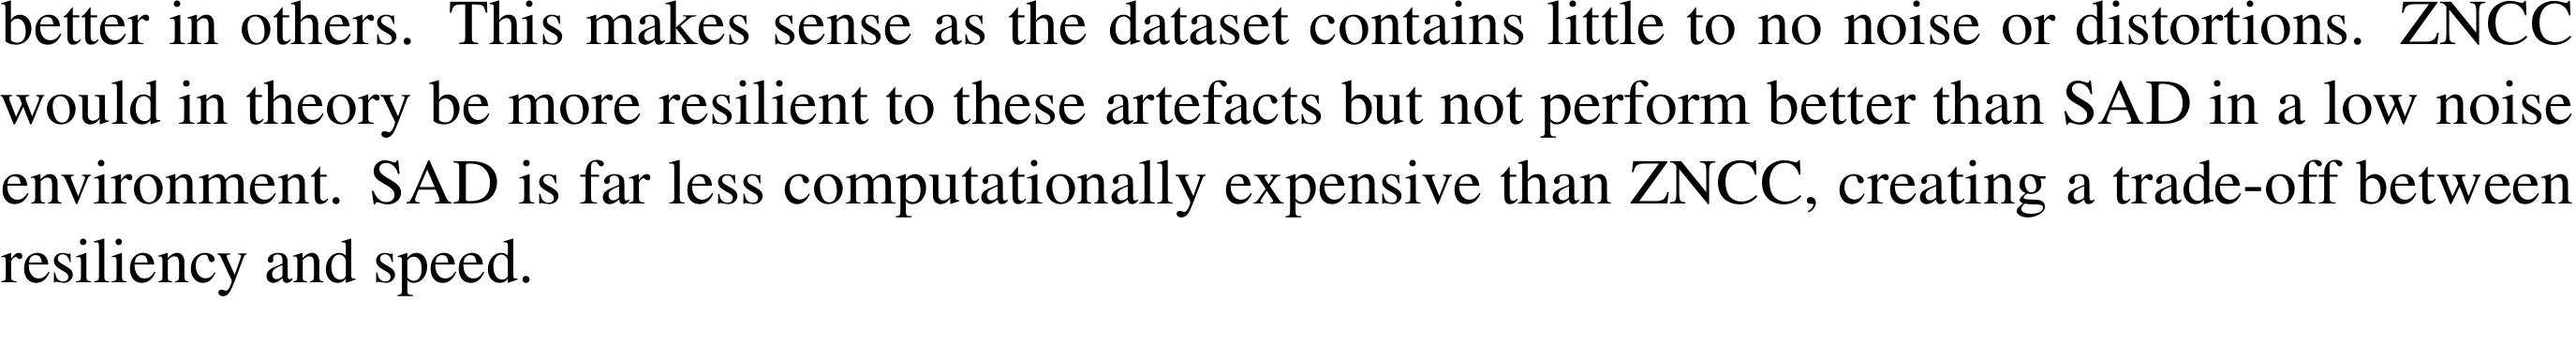 better in others. This makes sense as the dataset contains little to no noise or distortions. ZNCC
would in theory be more resilient to these artefacts but not perform better than SAD in a low noise
environment. SAD is far less computationally expensive than ZNCC, creating a trade-off between
resiliency and speed.